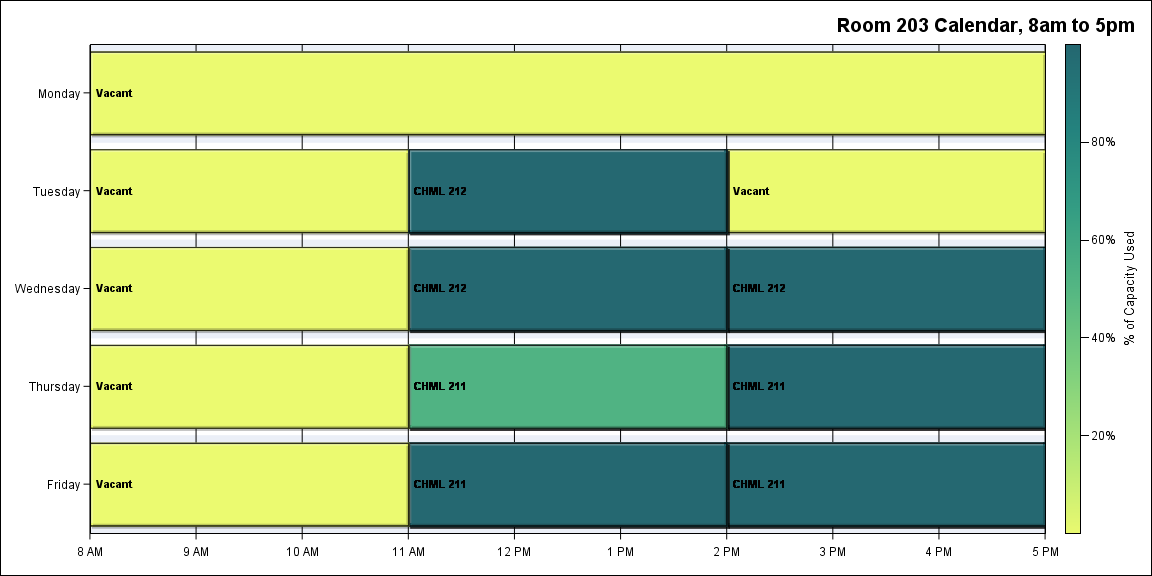 Room 203 Calendar, 8am to 5pm
Monday
Vacant
Tuesday
Vacant
CHML 212
Vacant
Wednesday
Vacant
CHML 212
CHML 212
Thursday
Vacant
CHML 211
CHML 211
Friday
Vacant
CHML 211
CHML 211
8 AM
9 AM
10 AM
11 AM
12 PM
1 PM
2 PM
3 PM
4 PM
5 PM
80%
60%
40%
20%
% of Capacity Used